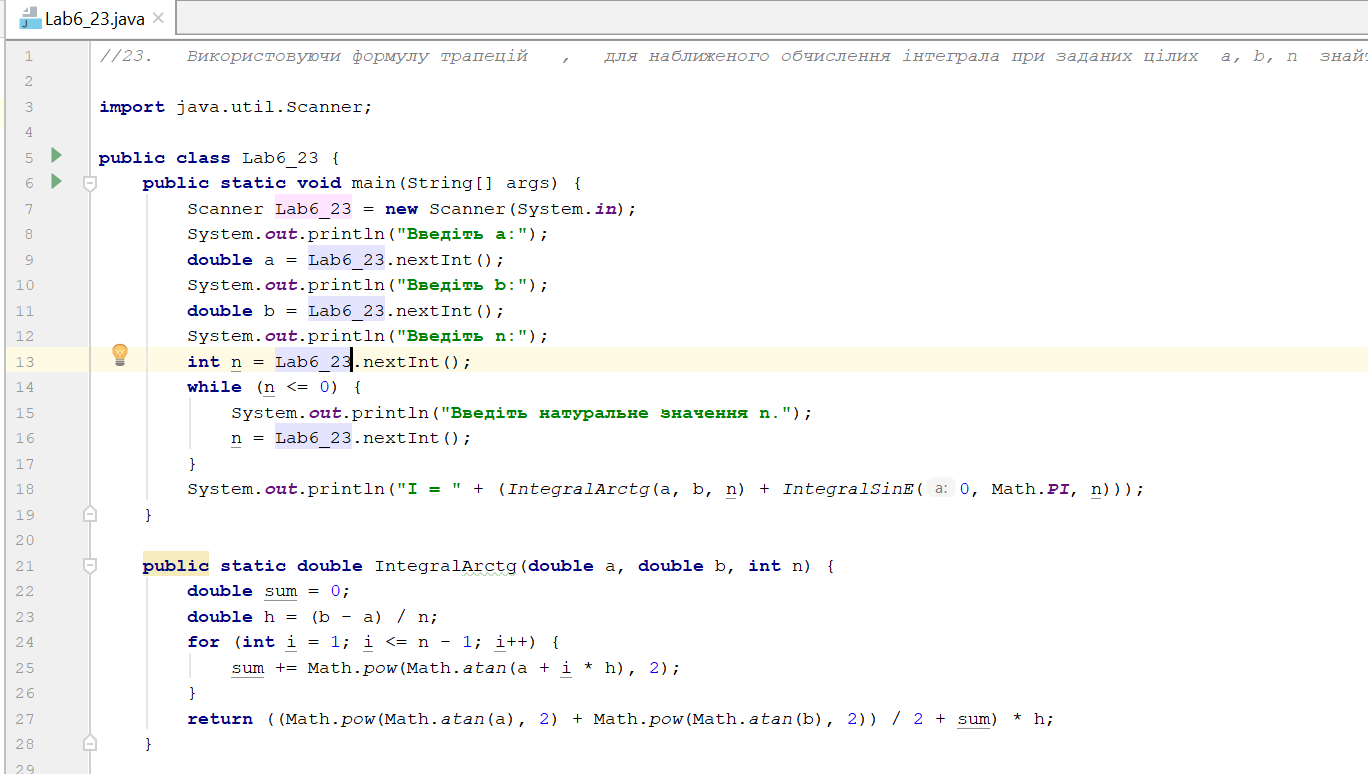 Lab6_23.java
1 //23. Використовуючи формулу трапецій , для наближеного обчислення інтеграла при заданих цілих a, b, n
2
3 import java.util.Scanner;
4
5 public class Lab6_23 {
6 public static void main(String[] args) {
7 Scanner Lab6_23 = new Scanner(System.in);
8 System.out.println("Введіть a:");
9 double a = Lab6_23.nextInt();
10 System.out.println("Введіть b:");
11 double b = Lab6_23.nextInt();
12 System.out.println("Введіть n:");
13 int n = Lab6_23.nextInt();
14 while (n <= 0) {
15 System.out.println("Введіть натуральне значення n.");
16 n = Lab6_23.nextInt();
17 }
18 System.out.println("I = " + (IntegralArctg(a, b, n) + IntegralSinE( a: 0, Math.PI, n)));
19 }
20
21 public static double IntegralArctg(double a, double b, int n) {
22 double sum = 0;
23 double h = (b - a) / n;
24 for (int i = 1; i <= n - 1; i++) {
25 sum += Math.pow(Math.atan(a + i * h), 2);
26 }
27 return ((Math.pow(Math.atan(a), 2) + Math.pow(Math.atan(b), 2)) / 2 + sum) * h;
28 }
29